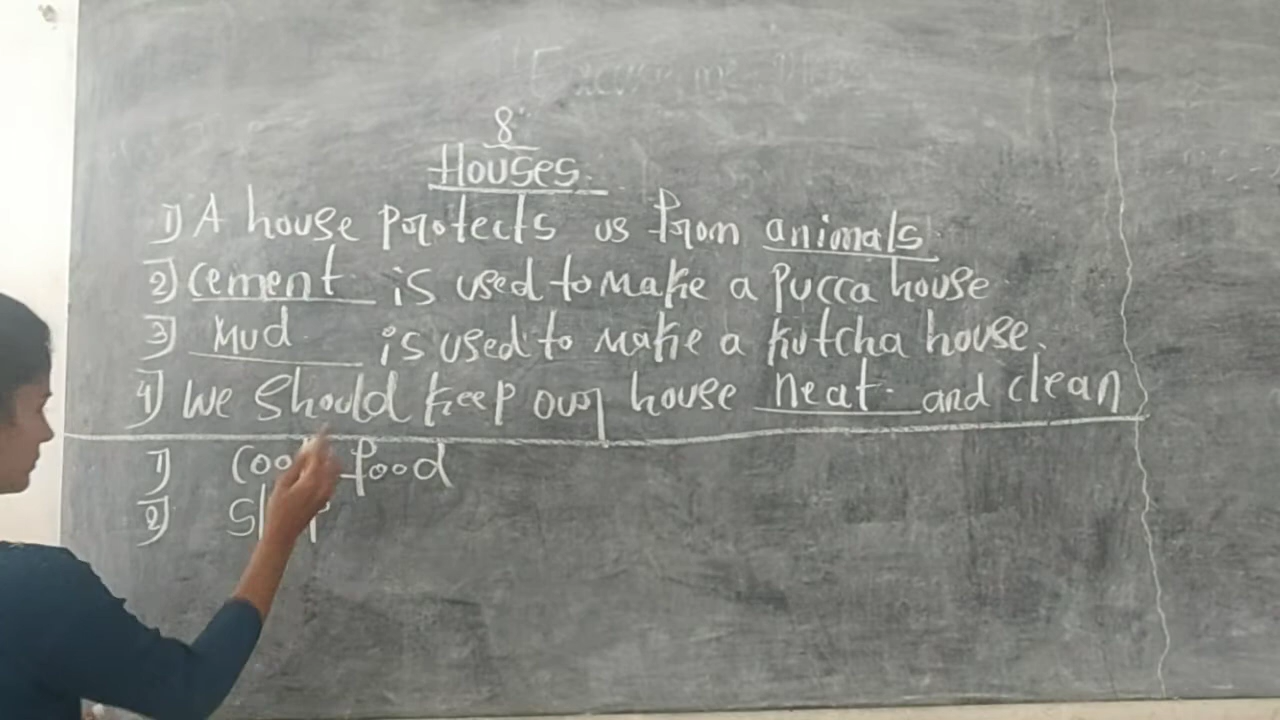 8
Houses.
1) A house protects us from animals.
2) cement is used to make a pucca house
3) Mud is used to make a kutcha house.
4) We should keep our house neat and clean
1) food
2)